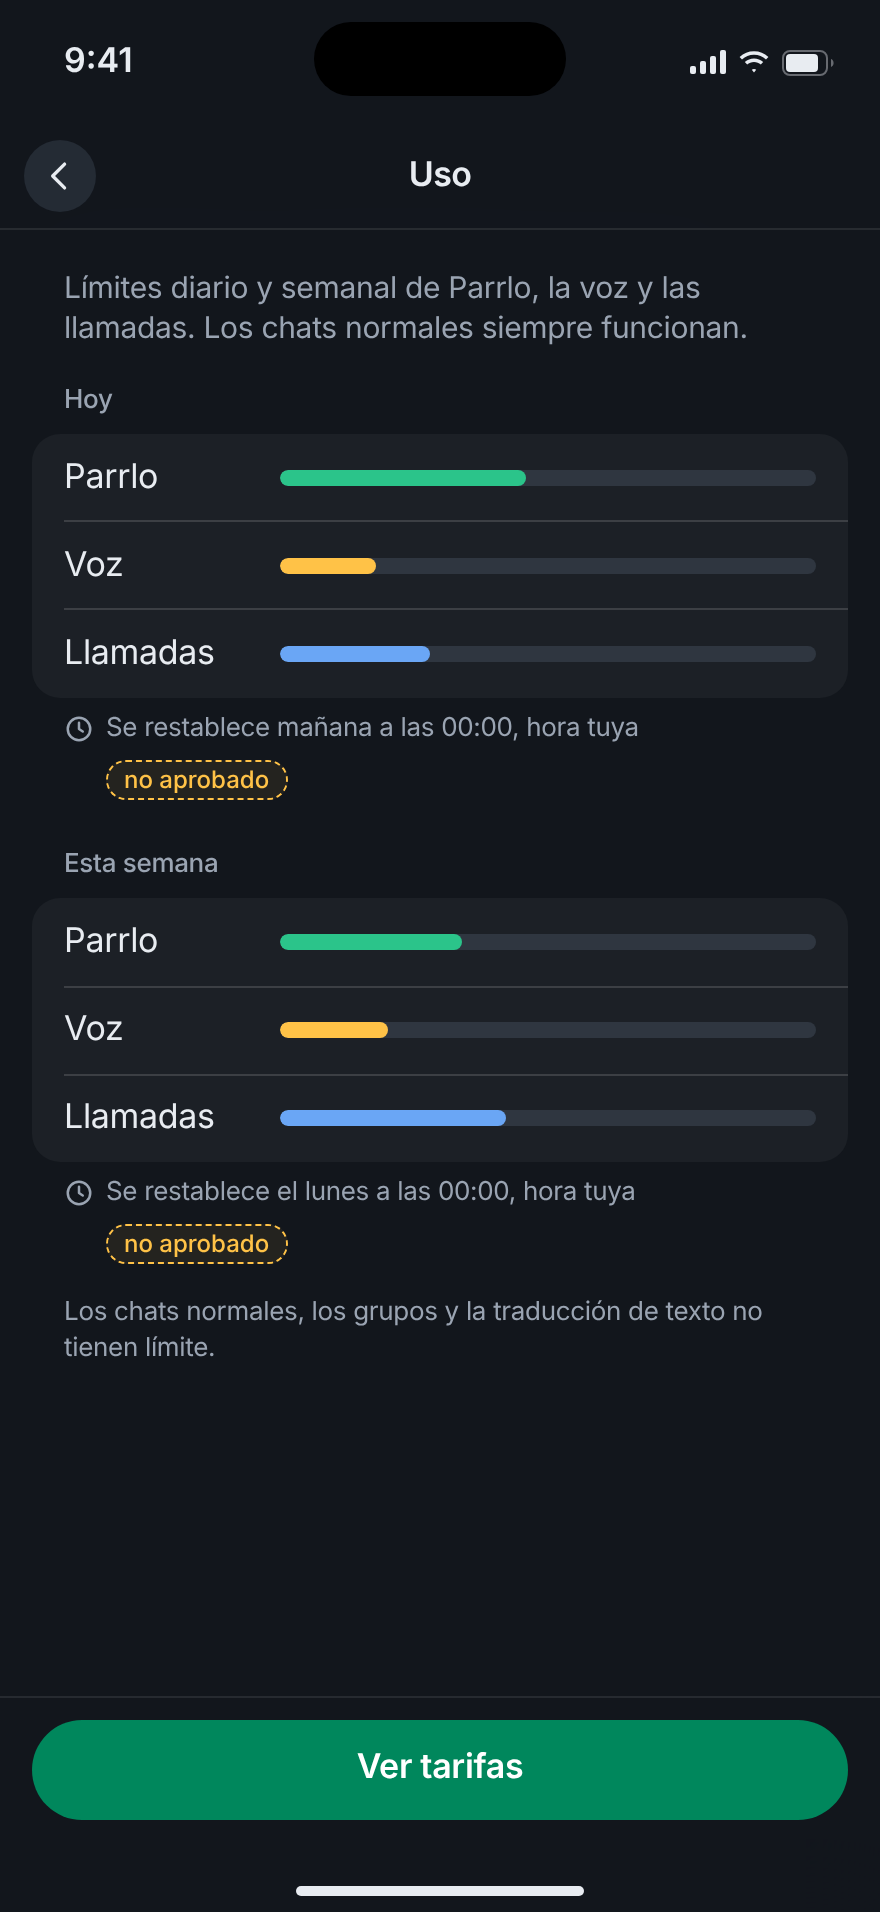 9:41
Uso
Límites diario y semanal de Parrlo, la voz y las
llamadas. Los chats normales siempre funcionan.
Hoy
Parrlo
Voz
Llamadas
Se restablece mañana a las 00:00, hora tuya
no aprobado
Esta semana
Parrlo
Voz
Llamadas
Se restablece el lunes a las 00:00, hora tuya
no aprobado
Los chats normales, los grupos y la traducción de texto no
tienen límite.
Ver tarifas